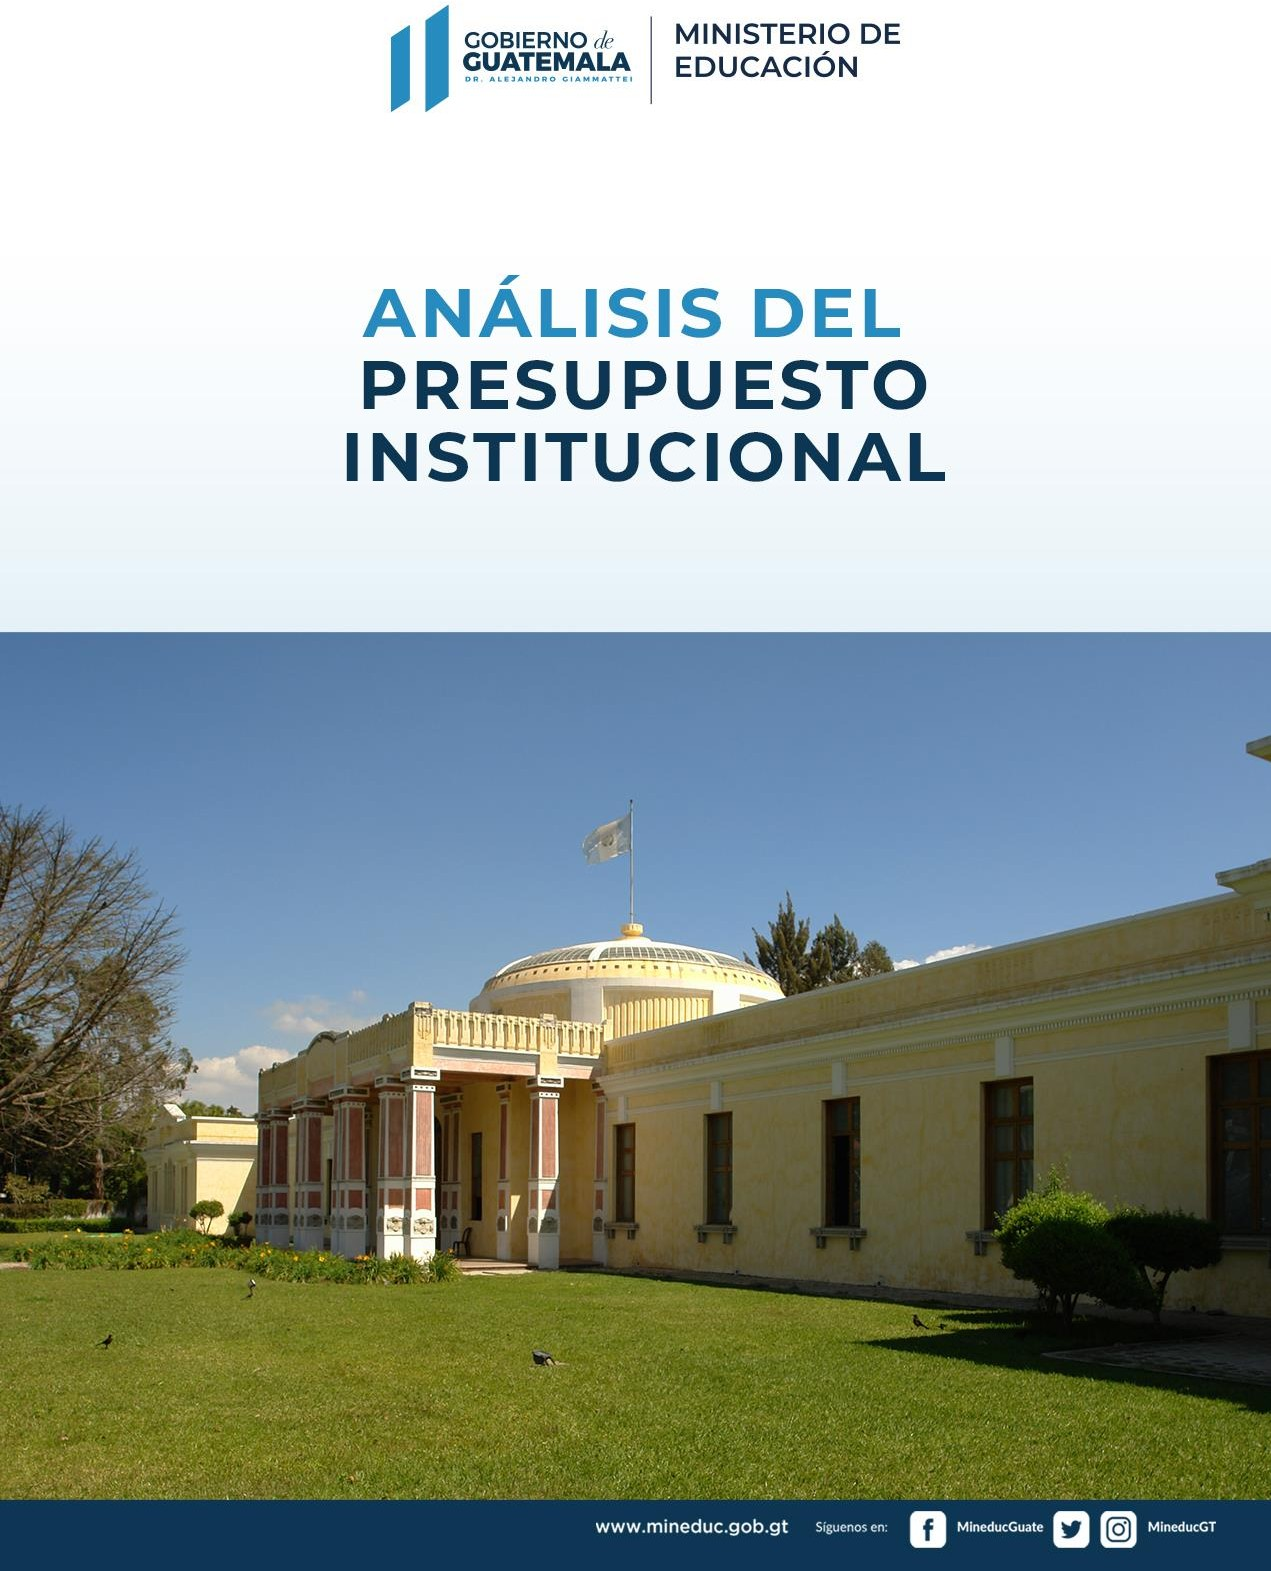 GOBIERNO de
GUATEMALA
DR. ALEJANDRO GIAMMATTEI
MINISTERIO DE
EDUCACIÓN
ANÁLISIS DEL
PRESUPUESTO
INSTITUCIONAL
www.mineduc.gob.gt Síguenos en: MineducGuate MineducGT